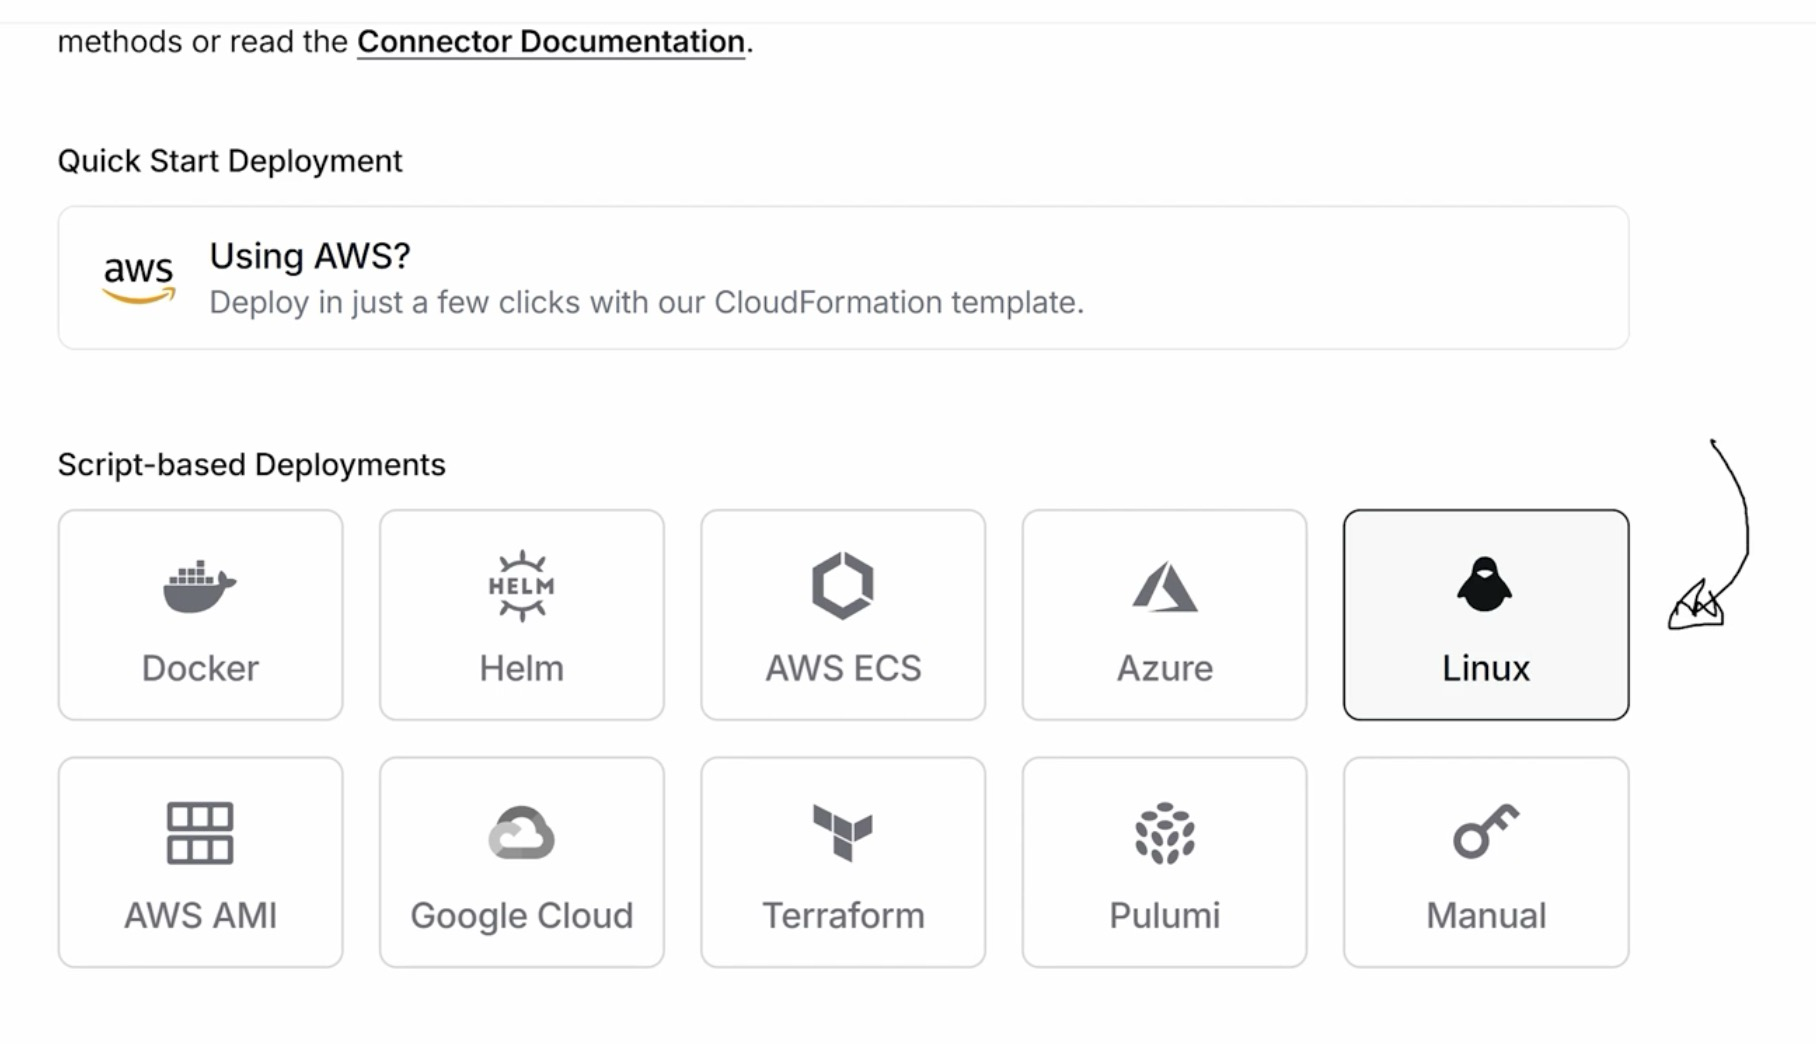 methods or read the Connector Documentation.
Quick Start Deployment
aws
Using AWS?
Deploy in just a few clicks with our CloudFormation template.
Script-based Deployments
HELM
Docker
Helm
AWS ECS
Azure
Linux
AWS AMI
Google Cloud
Terraform
Pulumi
Manual